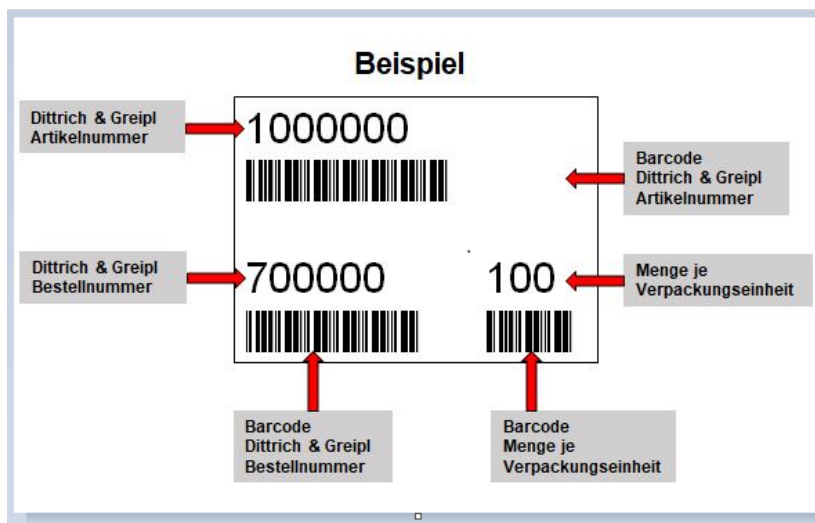 Beispiel
Dittrich & Greipl
Artikelnummer
1000000
Barcode
Dittrich & Greipl
Artikelnummer
Dittrich & Greipl
Bestellnummer
700000
100
Menge je
Verpackungseinheit
Barcode
Dittrich & Greipl
Bestellnummer
Barcode
Menge je
Verpackungseinheit